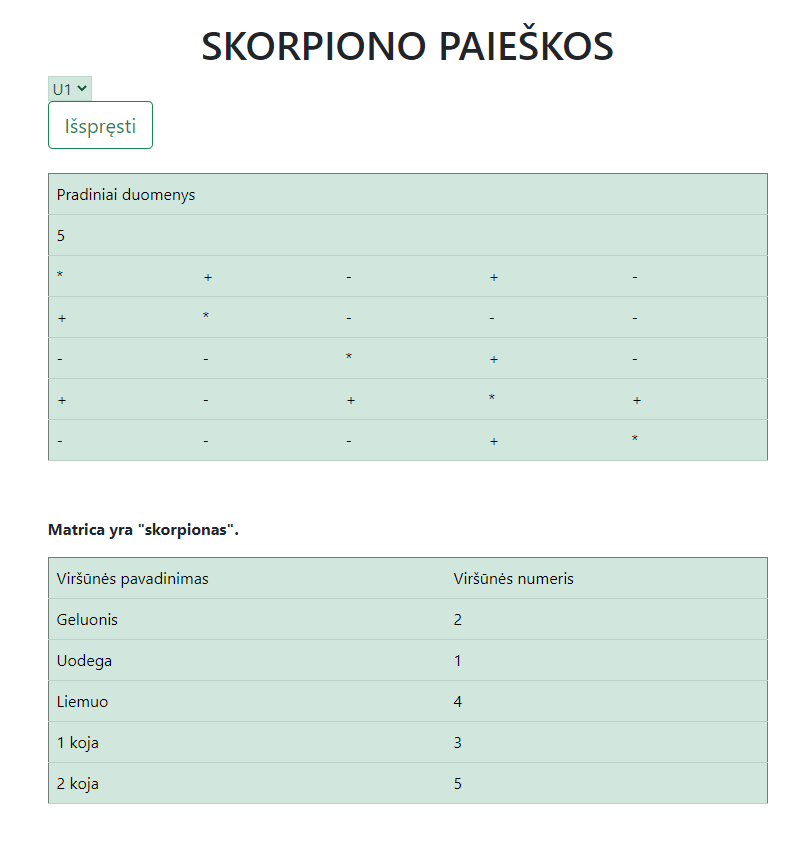 SKORPIONO PAIEŠKOS
U1
Išspręsti
Pradiniai duomenys
5
* + - + -
+ * - - -
- - * + -
+ - + * +
- - - + *
Matrica yra "skorpionas".
Viršūnės pavadinimas Viršūnės numeris
Geluonis 2
Uodega 1
Liemuo 4
1 koja 3
2 koja 5